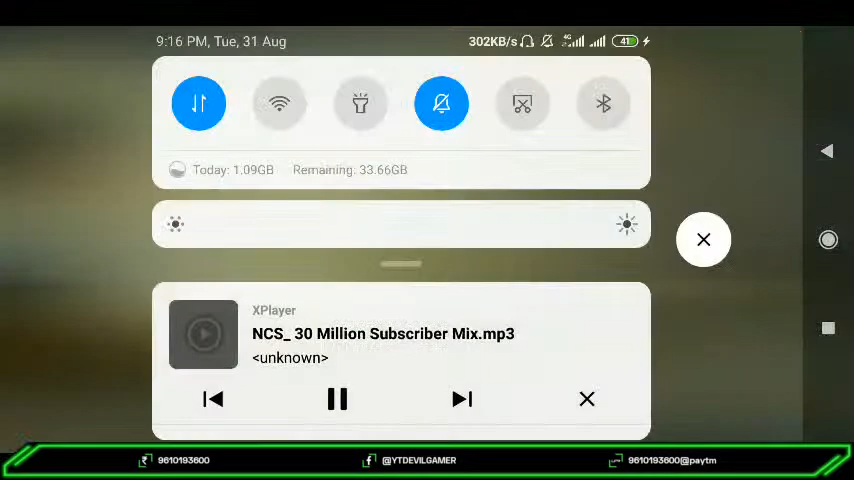 9:16 PM, Tue, 31 Aug
302KB/s 4G 41
Today: 1.09GB Remaining: 33.66GB
XPlayer
NCS_ 30 Million Subscriber Mix.mp3
<unknown>
9610193600 @YTDEVILGAMER 9610193600@paytm